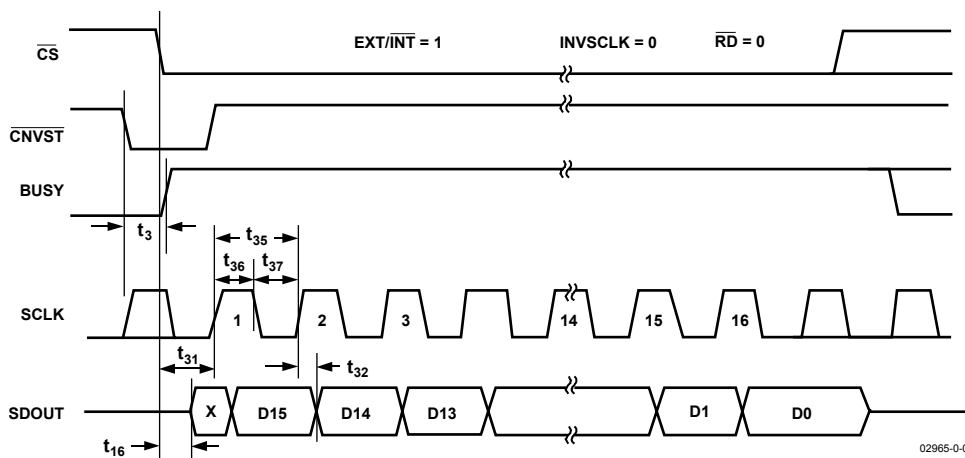 EXT/INT = 1 INVSCLK = 0 RD = 0
CS
CNVST
BUSY
t3
t35
t36 t37
SCLK 1 2 3 14 15 16
t31
t32
SDOUT X D15 D14 D13 D1 D0
t16